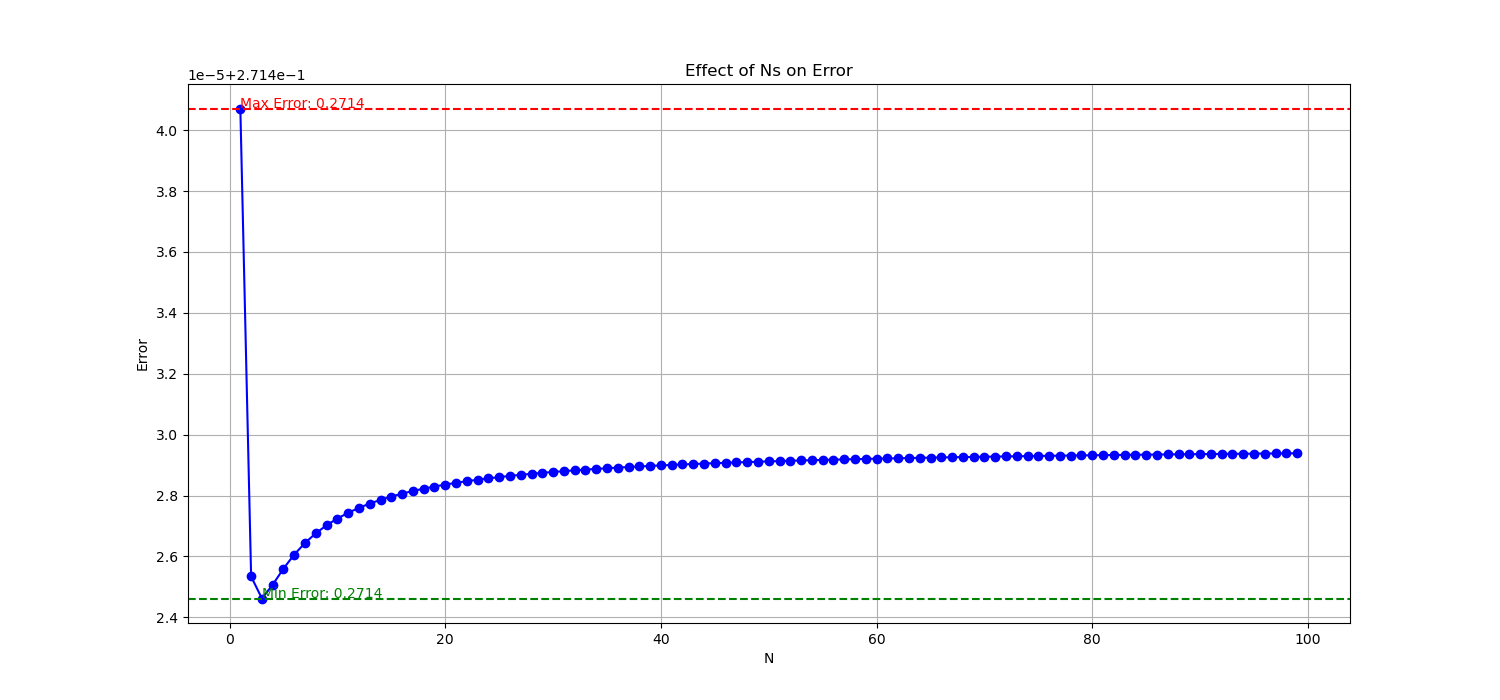 Effect of Ns on Error
1e−5+2.714e−1
Max Error: 0.2714
4.0
3.8
3.6
3.4
Error
3.2
3.0
2.8
2.6
Min Error: 0.2714
2.4
0 20 40 60 80 100
N